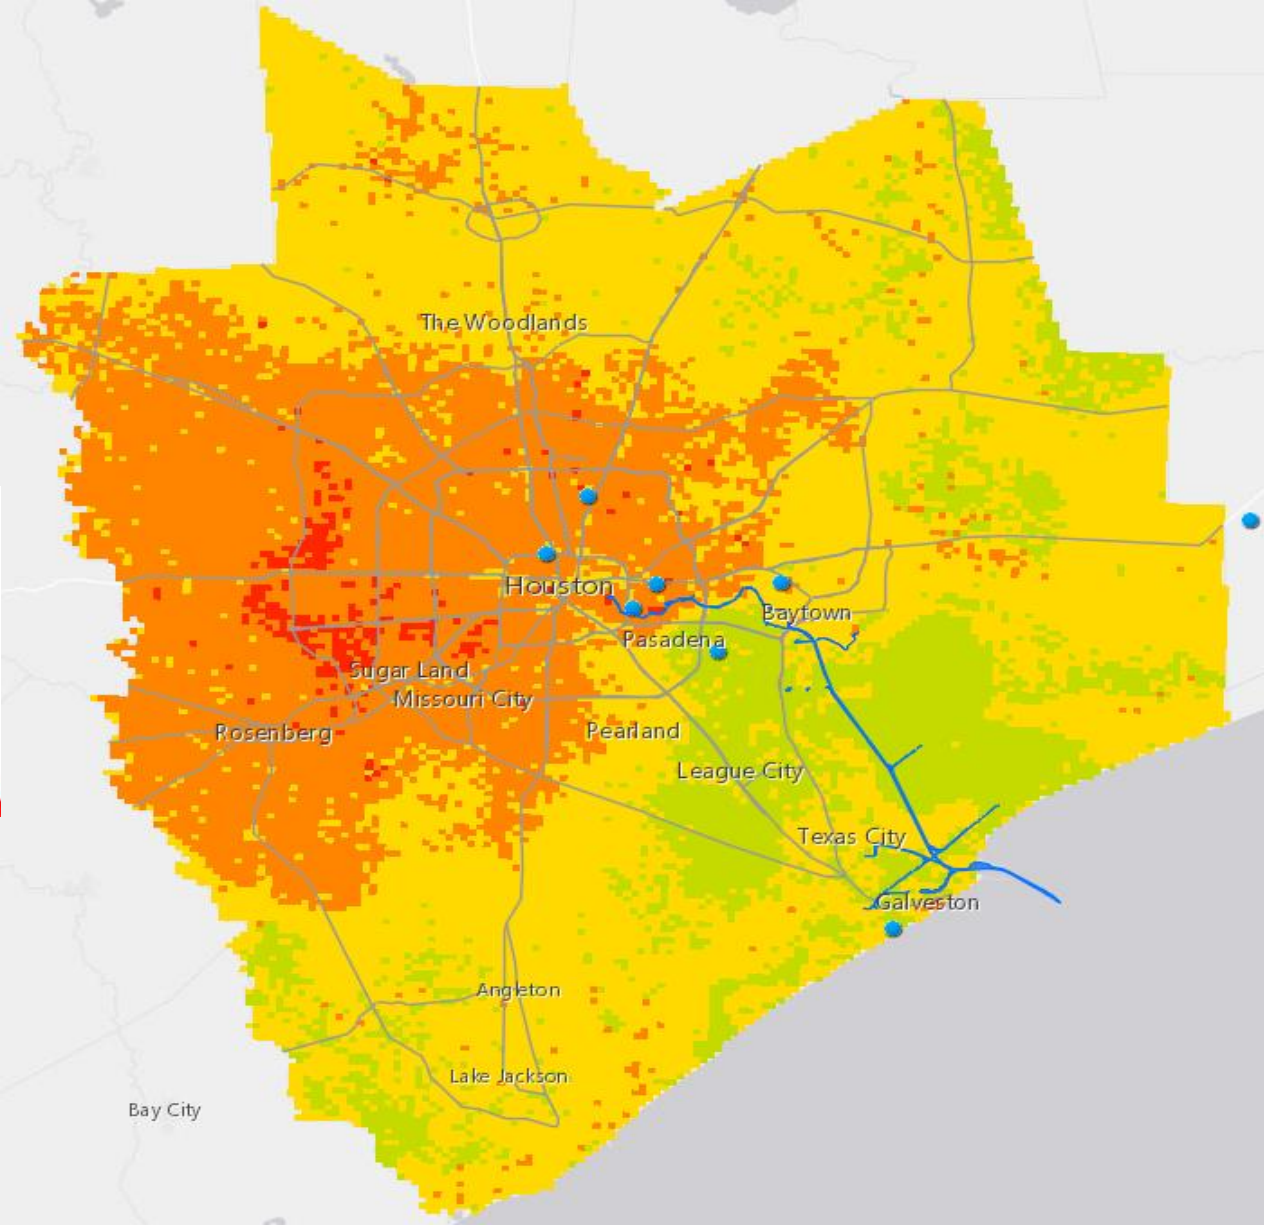 The Woodlands
Houston
Baytown
Pasadena
Sugar Land
Missouri City
Rosenberg
Pearland
League City
Texas City
Galveston
Angleton
Lake Jackson
Bay City